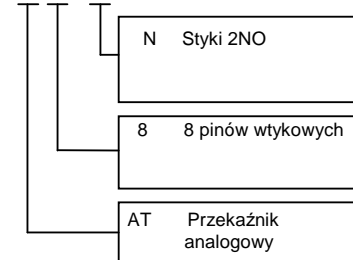 N Styki 2NO
8 8 pinów wtykowych
AT Przekaźnik
analogowy